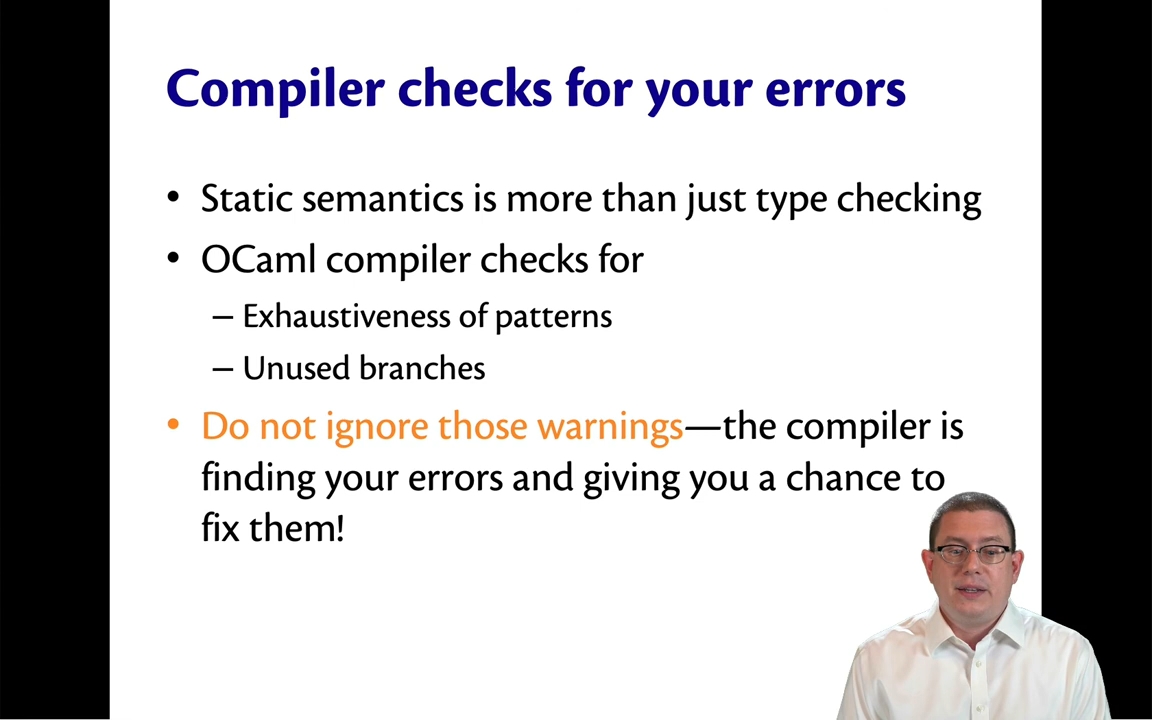 Compiler checks for your errors
• Static semantics is more than just type checking
• OCaml compiler checks for
– Exhaustiveness of patterns
– Unused branches
• Do not ignore those warnings—the compiler is
finding your errors and giving you a chance to
fix them!